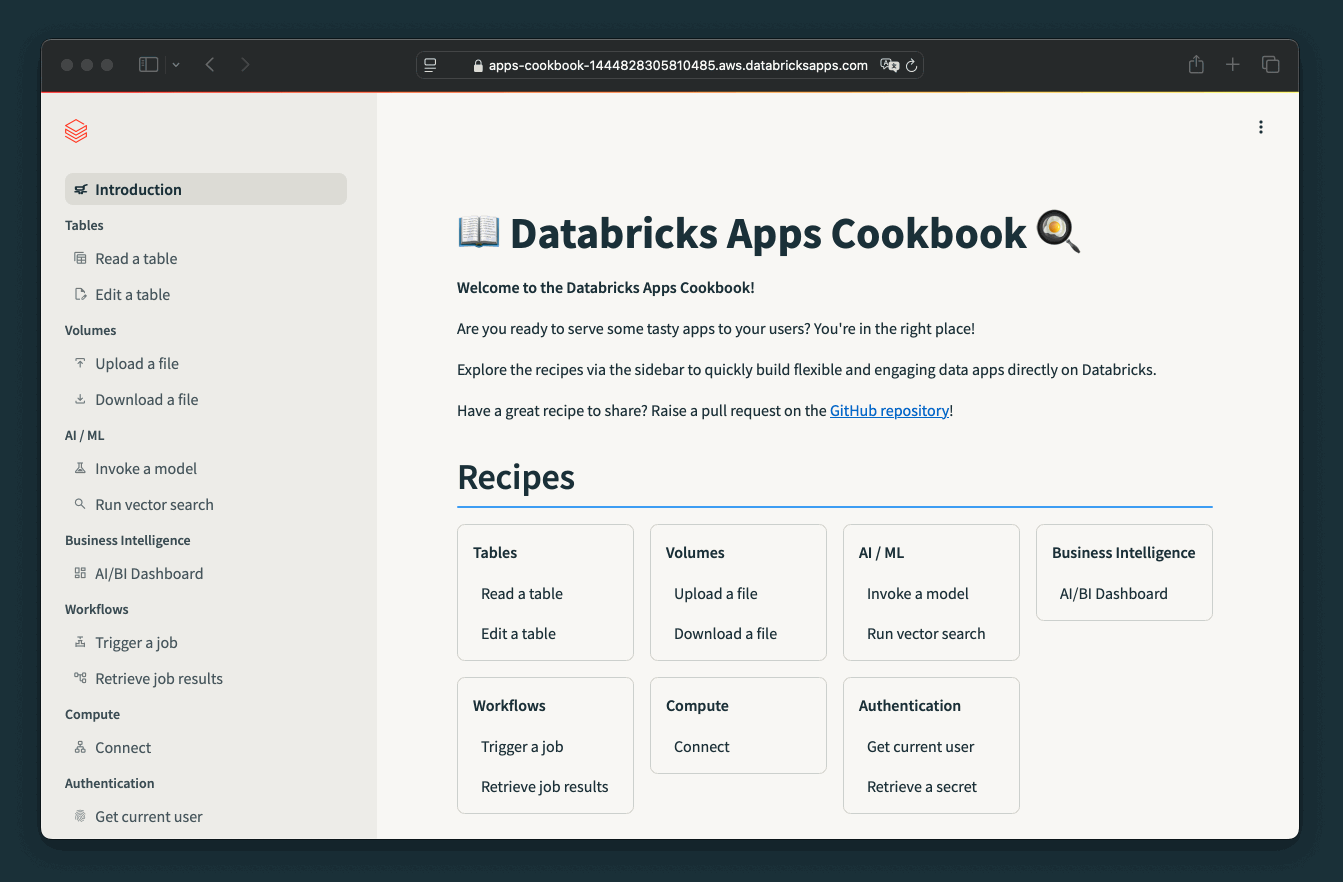 apps-cookbook-1444828305810485.aws.databricksapps.com
Introduction
Tables
Read a table
Edit a table
Volumes
Upload a file
Download a file
AI / ML
Invoke a model
Run vector search
Business Intelligence
AI/BI Dashboard
Workflows
Trigger a job
Retrieve job results
Compute
Connect
Authentication
Get current user
Databricks Apps Cookbook
Welcome to the Databricks Apps Cookbook!
Are you ready to serve some tasty apps to your users? You're in the right place!
Explore the recipes via the sidebar to quickly build flexible and engaging data apps directly on Databricks.
Have a great recipe to share? Raise a pull request on the GitHub repository!
Recipes
Tables
Read a table
Edit a table
Volumes
Upload a file
Download a file
AI / ML
Invoke a model
Run vector search
Business Intelligence
AI/BI Dashboard
Workflows
Trigger a job
Retrieve job results
Compute
Connect
Authentication
Get current user
Retrieve a secret